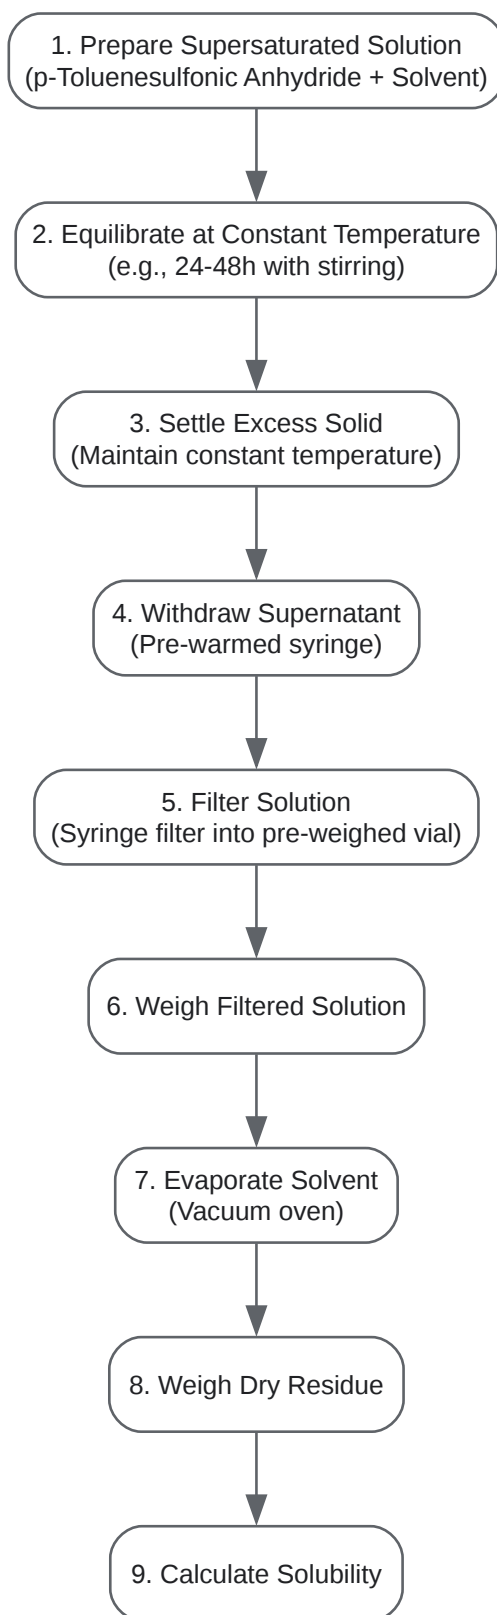 1. Prepare Supersaturated Solution
(p-Toluenesulfonic Anhydride + Solvent)
2. Equilibrate at Constant Temperature
(e.g., 24-48h with stirring)
3. Settle Excess Solid
(Maintain constant temperature)
4. Withdraw Supernatant
(Pre-warmed syringe)
5. Filter Solution
(Syringe filter into pre-weighed vial)
6. Weigh Filtered Solution
7. Evaporate Solvent
(Vacuum oven)
8. Weigh Dry Residue
9. Calculate Solubility